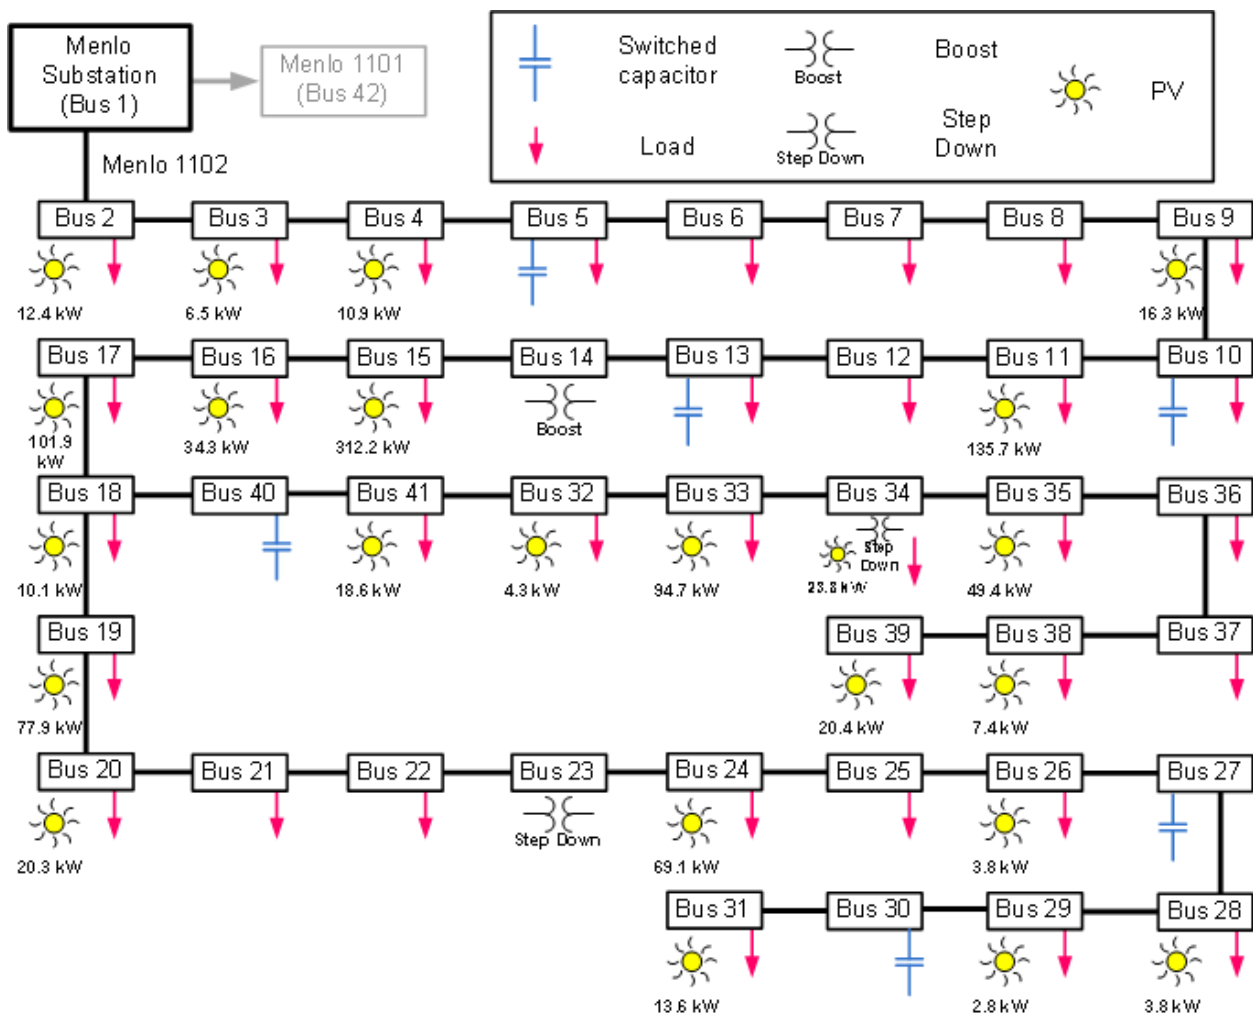 Menlo
Substation
(Bus 1)
Menlo 1101
(Bus 42)
Switched
capacitor
Boost
Boost
PV
Load
Step Down
Step
Down
Menlo 1102
Bus 2
Bus 3
Bus 4
Bus 5
Bus 6
Bus 7
Bus 8
Bus 9
12.4 kW
6.5 kW
10.9 kW
16.3 kW
Bus 17
Bus 16
Bus 15
Bus 14
Bus 13
Bus 12
Bus 11
Bus 10
Boost
101.9
kW
34.3 kW
312.2 kW
135.7 kW
Bus 18
Bus 40
Bus 41
Bus 32
Bus 33
Bus 34
Bus 35
Bus 36
Step
Down
10.1 kW
18.6 kW
4.3 kW
94.7 kW
23.8 kW
49.4 kW
Bus 19
Bus 39
Bus 38
Bus 37
77.9 kW
20.4 kW
7.4 kW
Bus 20
Bus 21
Bus 22
Bus 23
Bus 24
Bus 25
Bus 26
Bus 27
Step Down
20.3 kW
69.1 kW
3.8 kW
Bus 31
Bus 30
Bus 29
Bus 28
13.6 kW
2.8 kW
3.8 kW